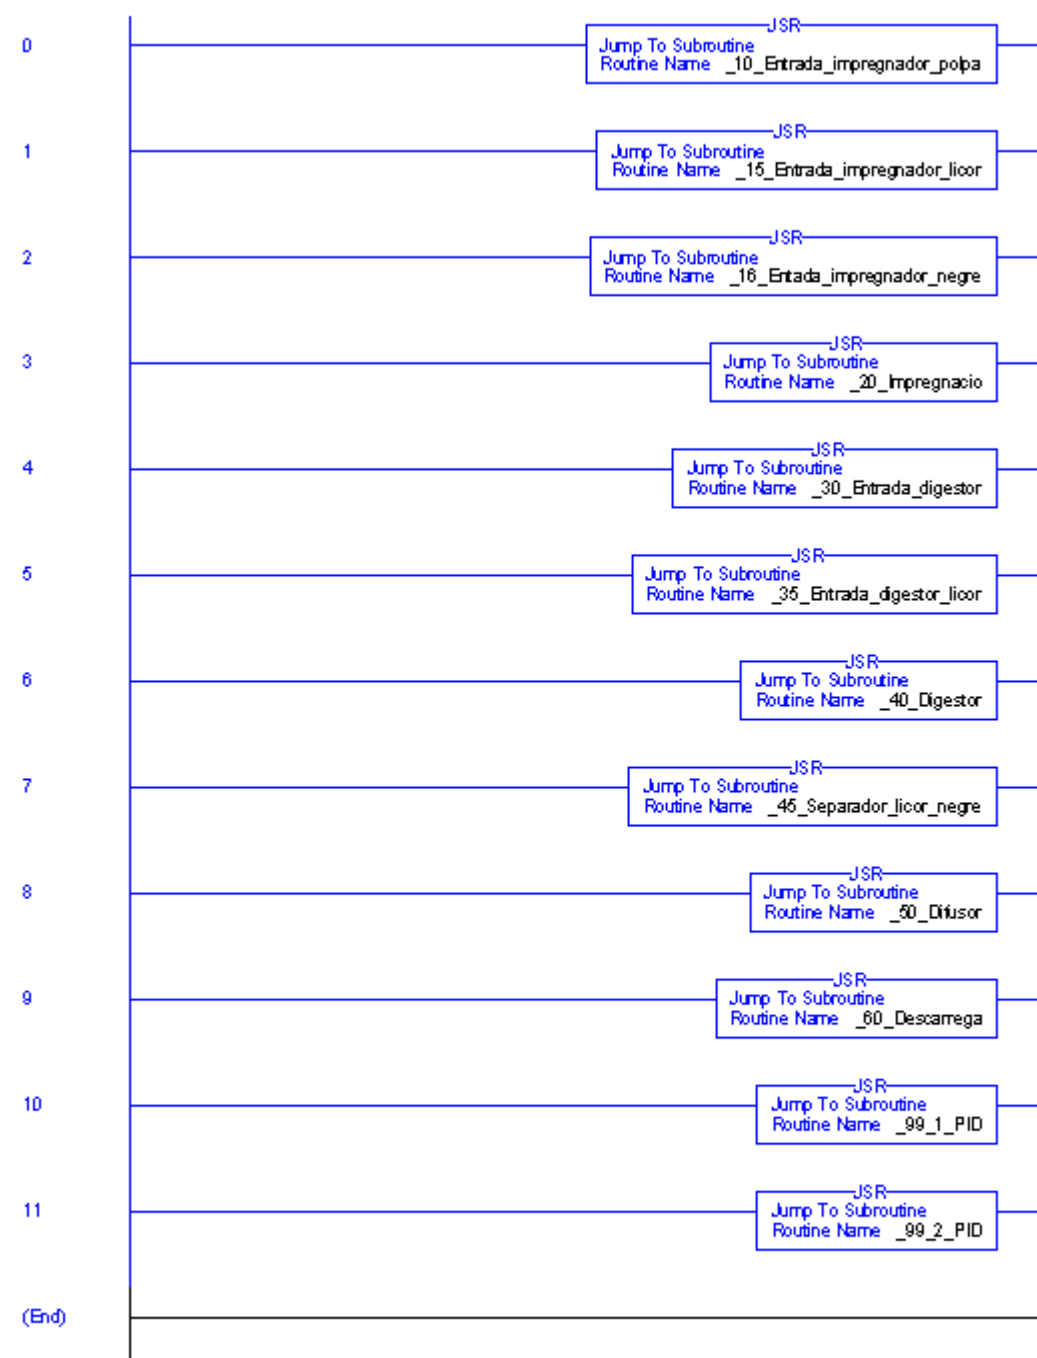 0
JSR
Jump To Subroutine
Routine Name _10_Entrada_impregnador_polpa
1
JSR
Jump To Subroutine
Routine Name _15_Entrada_impregnador_licor
2
JSR
Jump To Subroutine
Routine Name _16_Entada_impregnador_negre
3
JSR
Jump To Subroutine
Routine Name _20_Impregnacio
4
JSR
Jump To Subroutine
Routine Name _30_Entrada_digestor
5
JSR
Jump To Subroutine
Routine Name _35_Entrada_digestor_licor
6
JSR
Jump To Subroutine
Routine Name _40_Digestor
7
JSR
Jump To Subroutine
Routine Name _45_Separador_licor_negre
8
JSR
Jump To Subroutine
Routine Name _50_Difusor
9
JSR
Jump To Subroutine
Routine Name _60_Descarrega
10
JSR
Jump To Subroutine
Routine Name _99_1_PID
11
JSR
Jump To Subroutine
Routine Name _99_2_PID
(End)